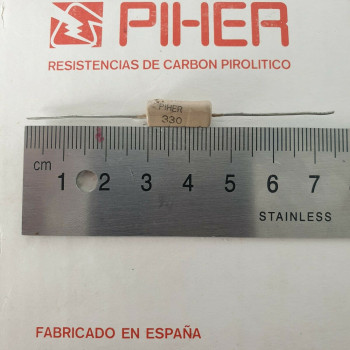 PIHER
RESISTENCIAS DE CARBON PIROLITICO
PIHER
330
cm 1 2 3 4 5 6 7
STAINLESS
FABRICADO EN ESPAÑA